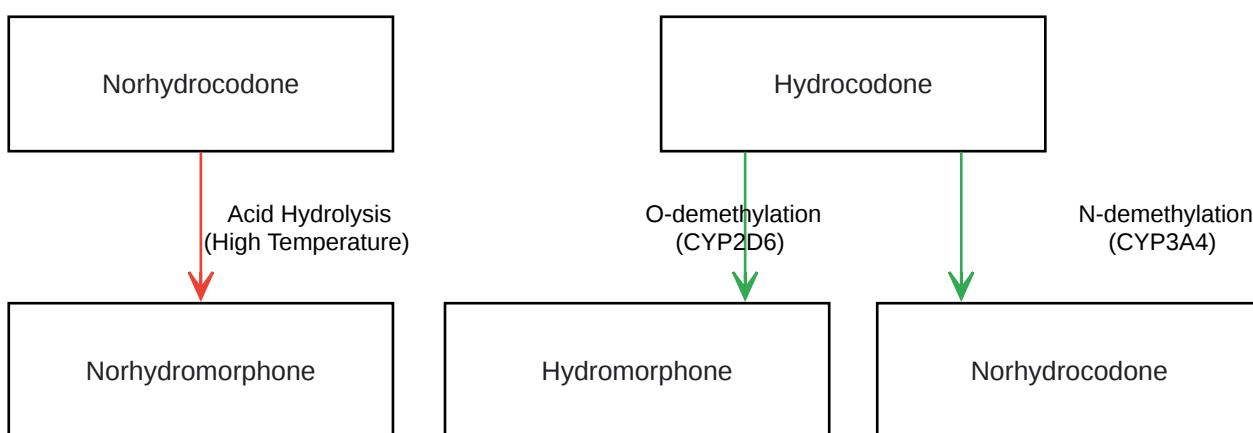 Norhydrocodone
Hydrocodone
Acid Hydrolysis
(High Temperature)
O-demethylation
(CYP2D6)
N-demethylation
(CYP3A4)
Norhydromorphone
Hydromorphone
Norhydrocodone